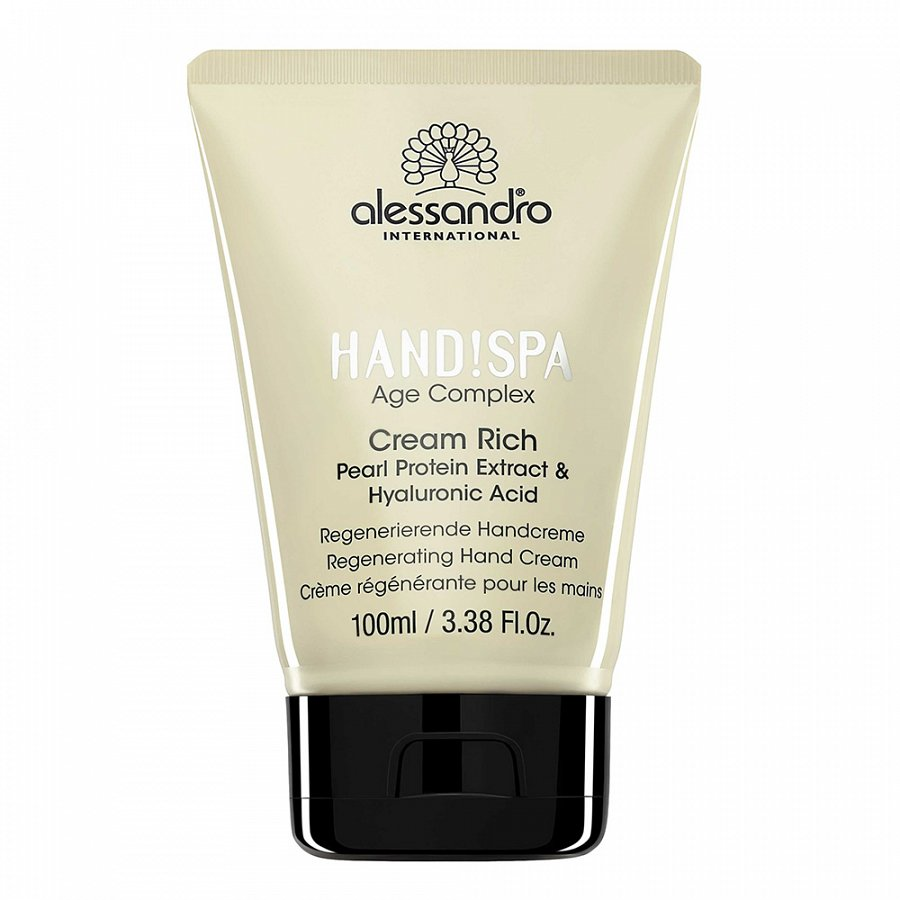 alessandro®
INTERNATIONAL
HAND!SPA
Age Complex
Cream Rich
Pearl Protein Extract &
Hyaluronic Acid
Regenerierende Handcreme
Regenerating Hand Cream
Crème régénérante pour les mains
100ml / 3.38 Fl.Oz.